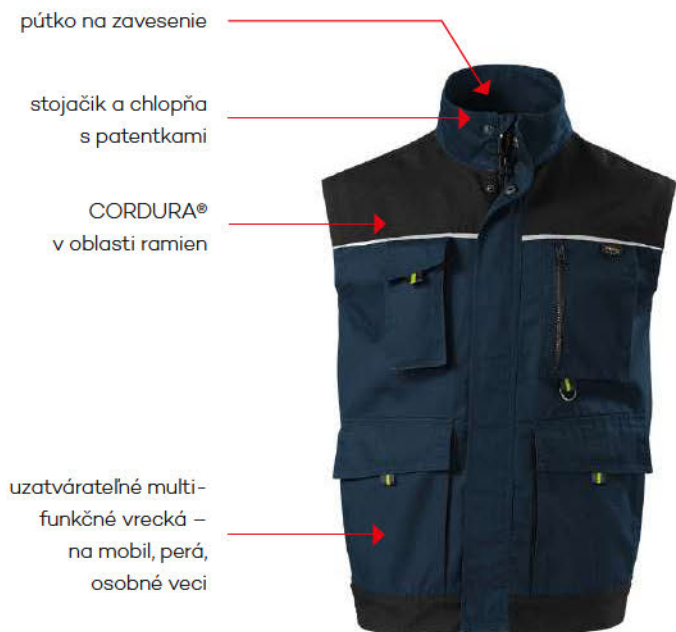 pútko na zavesenie
stojačik a chlopňa
s patentkami
CORDURA®
v oblasti ramien
uzatvárateľné multi-
funkčné vrecká –
na mobil, perá,
osobné veci